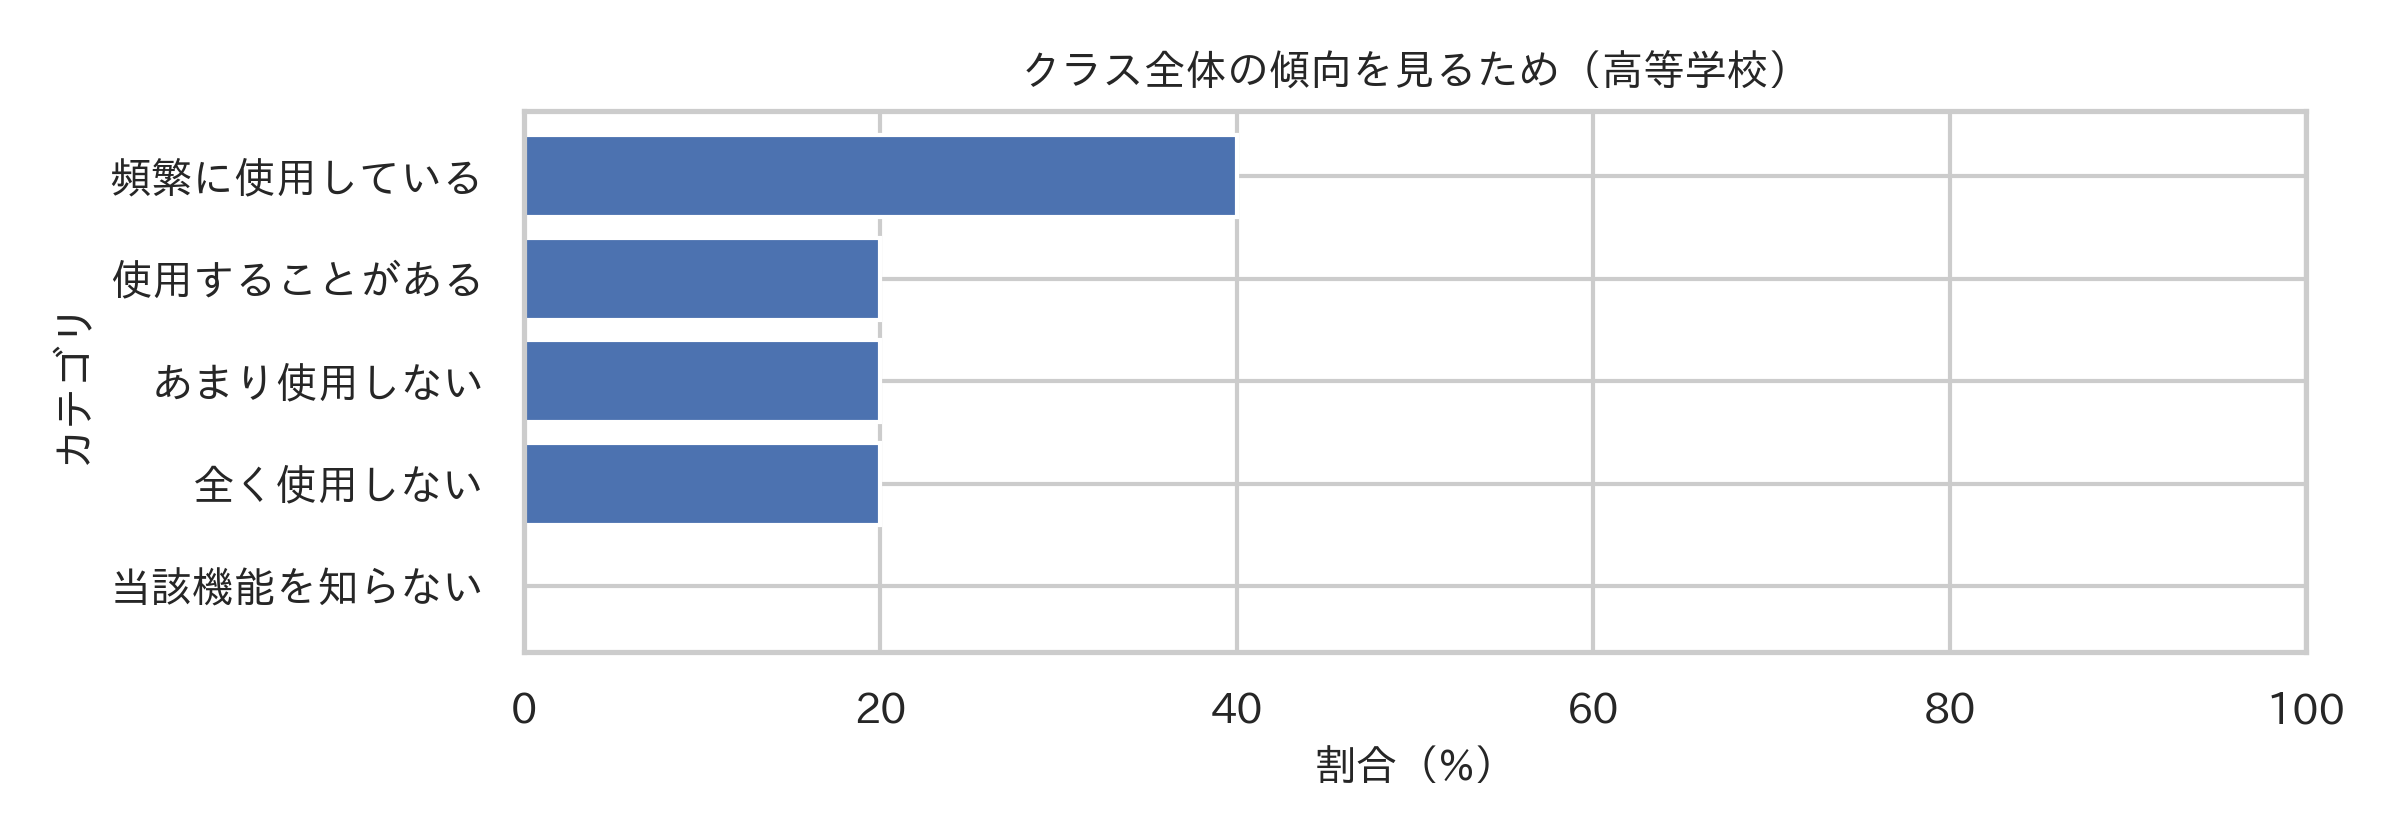 クラス全体の傾向を見るため（高等学校）
カテゴリ
頻繁に使用している
使用することがある
あまり使用しない
全く使用しない
当該機能を知らない
0 20 40 60 80 100
割合（%）